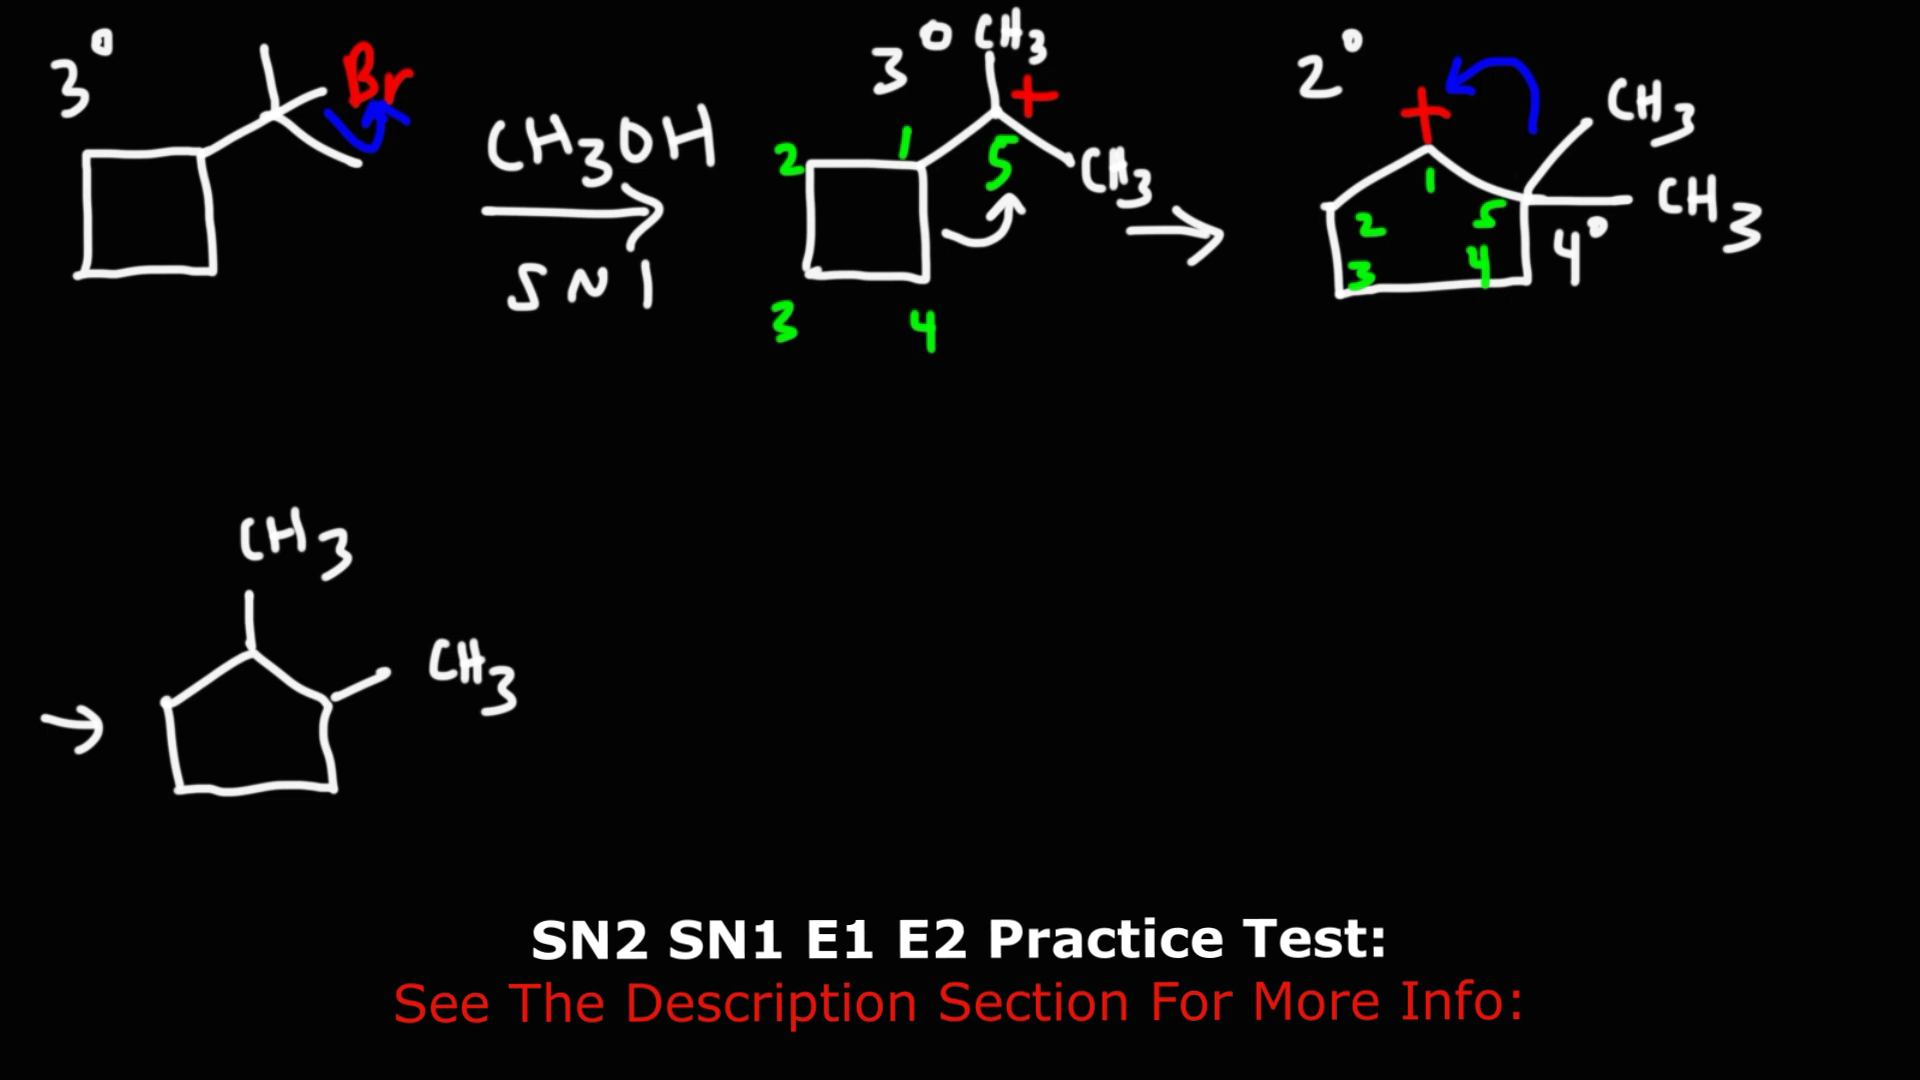 3° Br
CH3OH
SN1
3° CH3
+
1
2
5
CH3
3
4
2°
+
CH3
1
2
5
CH3
3
4
4°
CH3
CH3
SN2 SN1 E1 E2 Practice Test:
See The Description Section For More Info: